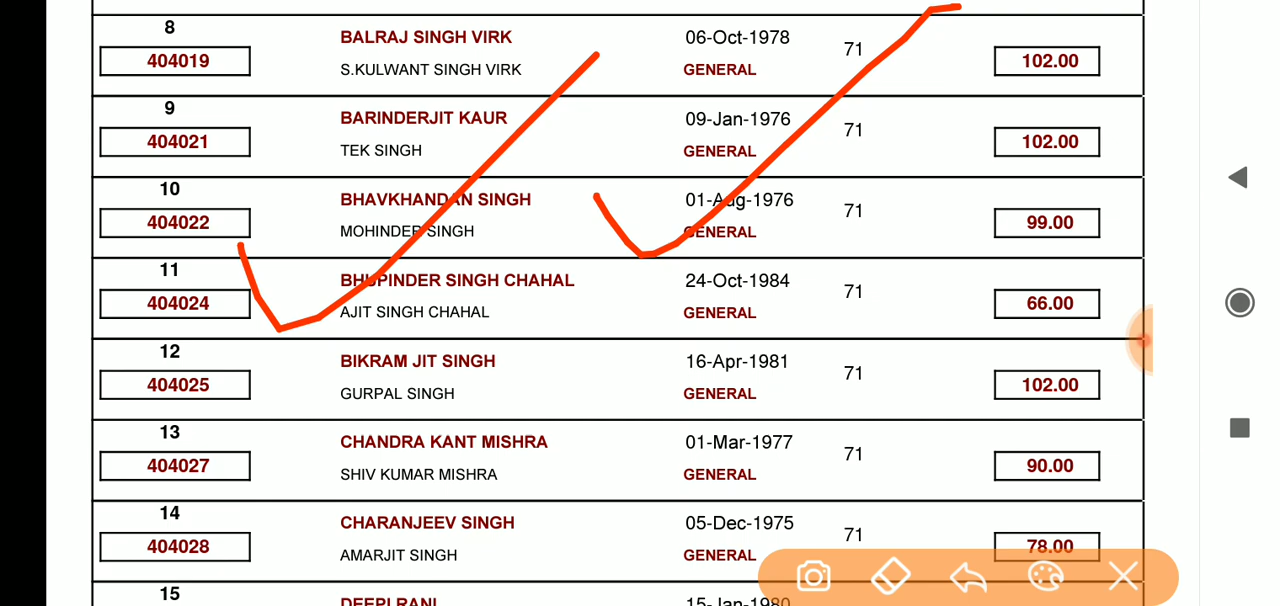 8 BALRAJ SINGH VIRK 06-Oct-1978 71
404019 S.KULWANT SINGH VIRK GENERAL 102.00
9 BARINDERJIT KAUR 09-Jan-1976 71
404021 TEK SINGH GENERAL 102.00
10 BHAVKHANDAN SINGH 01-Aug-1976 71
404022 MOHINDER SINGH GENERAL 99.00
11 BHUPINDER SINGH CHAHAL 24-Oct-1984 71
404024 AJIT SINGH CHAHAL GENERAL 66.00
12 BIKRAM JIT SINGH 16-Apr-1981 71
404025 GURPAL SINGH GENERAL 102.00
13 CHANDRA KANT MISHRA 01-Mar-1977 71
404027 SHIV KUMAR MISHRA GENERAL 90.00
14 CHARANJEEV SINGH 05-Dec-1975 71
404028 AMARJIT SINGH GENERAL 78.00
15 DEEPI RANI 15-Jan-1980